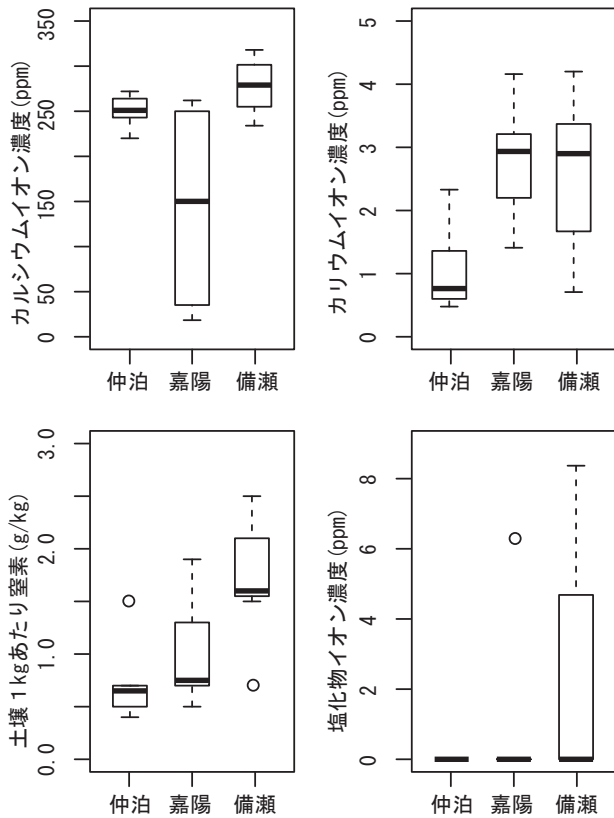 カルシウムイオン濃度(ppm)
350
250
150
50
0
仲泊 嘉陽 備瀬
カリウムイオン濃度(ppm)
5
4
3
2
1
0
仲泊 嘉陽 備瀬
土壌1kgあたり窒素(g/kg)
3.0
2.0
1.0
0.0
仲泊 嘉陽 備瀬
塩化物イオン濃度(ppm)
8
6
4
2
0
仲泊 嘉陽 備瀬